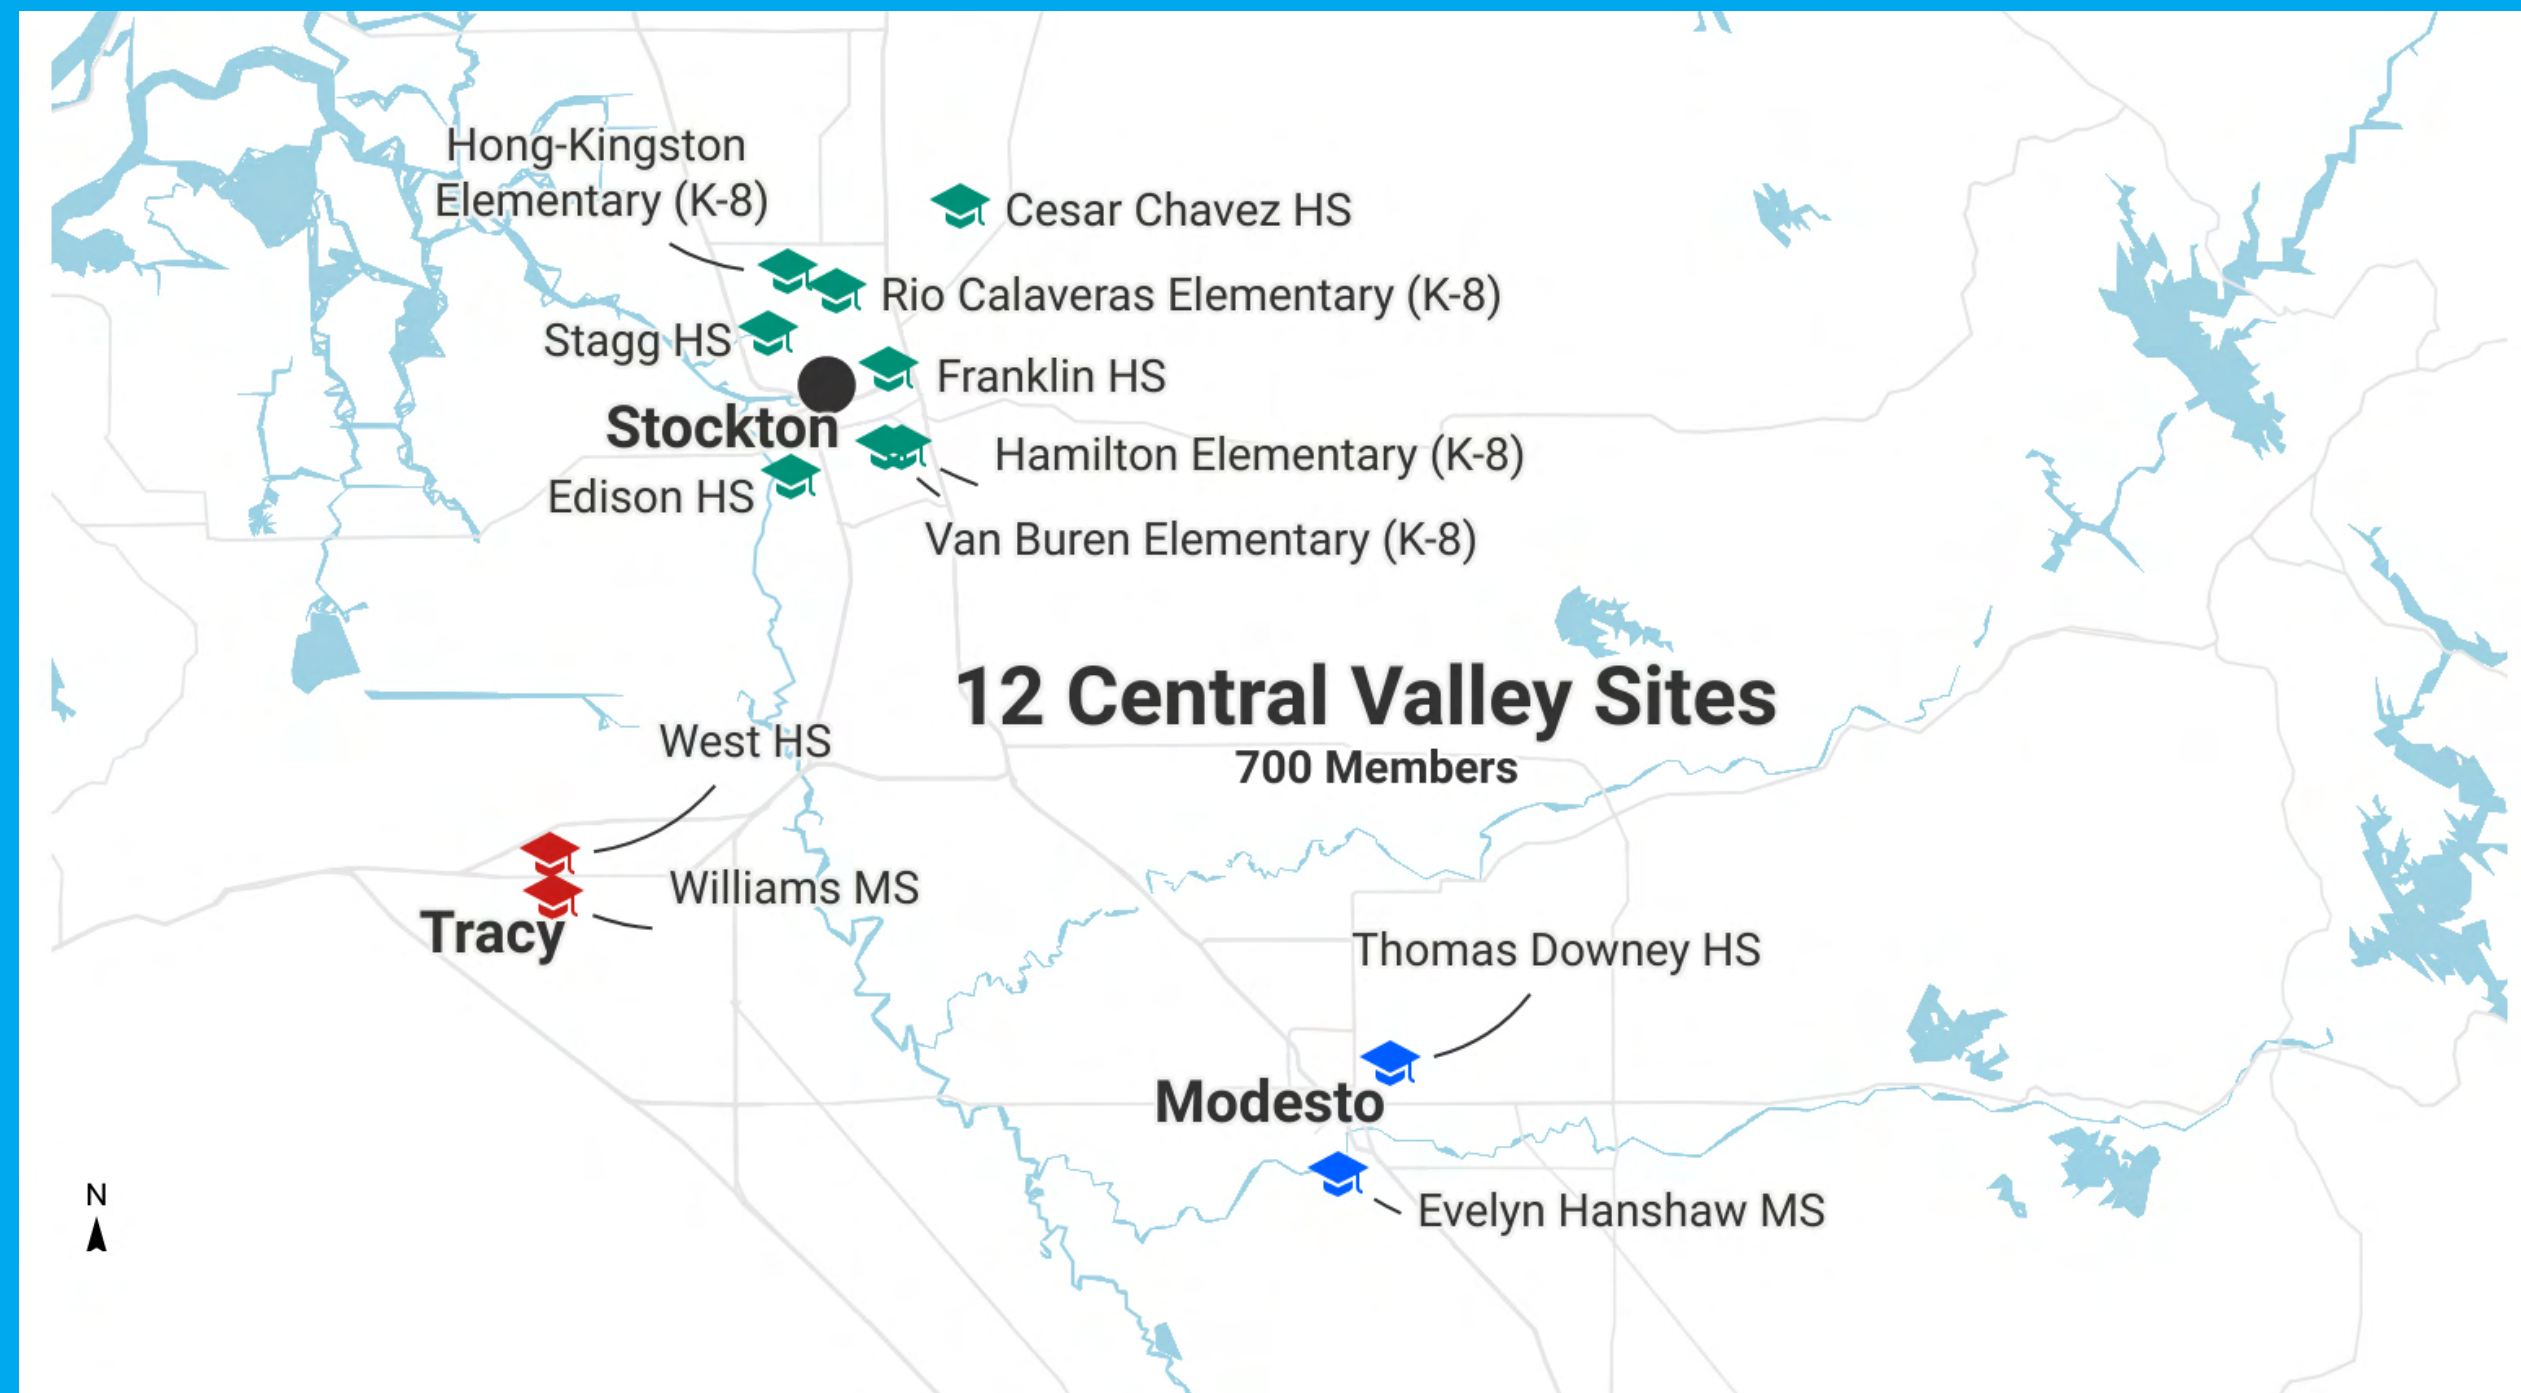 Hong-Kingston
Elementary (K-8)
Cesar Chavez HS
Rio Calaveras Elementary (K-8)
Stagg HS
Franklin HS
Stockton
Hamilton Elementary (K-8)
Edison HS
Van Buren Elementary (K-8)
12 Central Valley Sites
700 Members
West HS
Williams MS
Tracy
Thomas Downey HS
Modesto
Evelyn Hanshaw MS
N